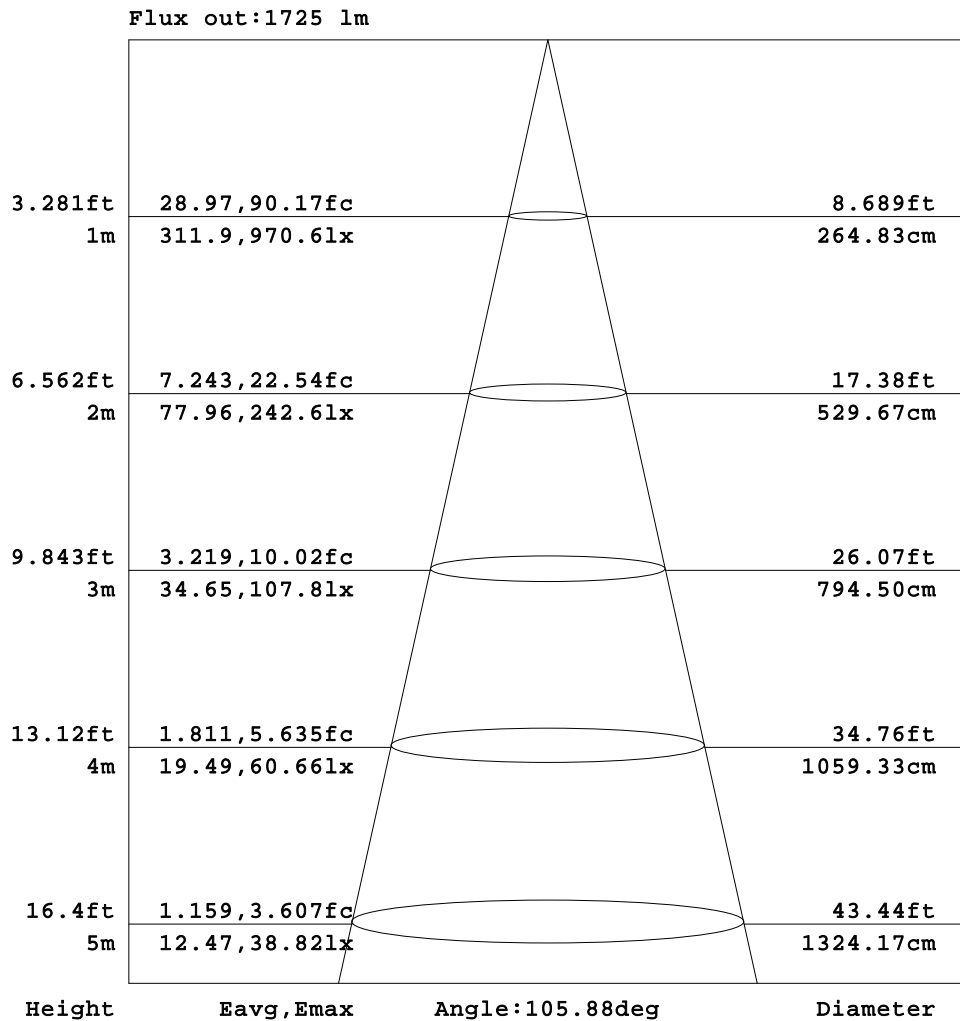 Flux out:1725 lm
3.281ft 28.97,90.17fc 8.689ft
1m 311.9,970.6lx 264.83cm
6.562ft 7.243,22.54fc 17.38ft
2m 77.96,242.6lx 529.67cm
9.843ft 3.219,10.02fc 26.07ft
3m 34.65,107.8lx 794.50cm
13.12ft 1.811,5.635fc 34.76ft
4m 19.49,60.66lx 1059.33cm
16.4ft 1.159,3.607fc 43.44ft
5m 12.47,38.82lx 1324.17cm
Height Eavg,Emax Angle:105.88deg Diameter